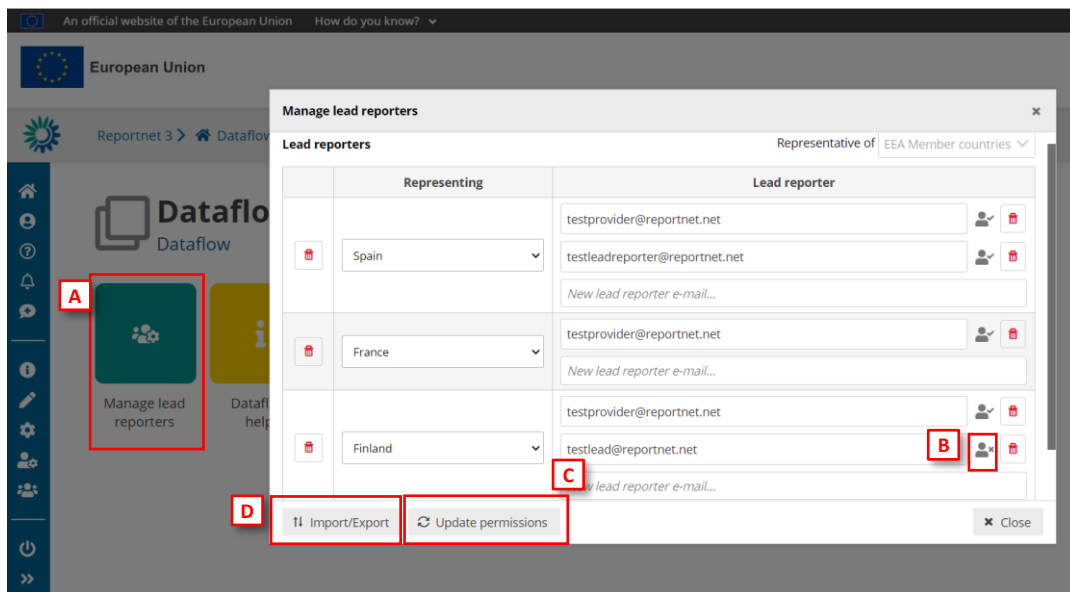 An official website of the European Union How do you know?
European Union
Manage lead reporters
Reportnet 3 Dataflow
Lead reporters Representative of EEA Member countries
Representing Lead reporter
testprovider@reportnet.net
Spain testleadreporter@reportnet.net
New lead reporter e-mail...
Dataflo
Dataflow
A
testprovider@reportnet.net
France
New lead reporter e-mail...
Manage lead
reporters
Datafl
help
testprovider@reportnet.net
Finland testlead@reportnet.net B
C
lead reporter e-mail...
D
Import/Export Update permissions Close